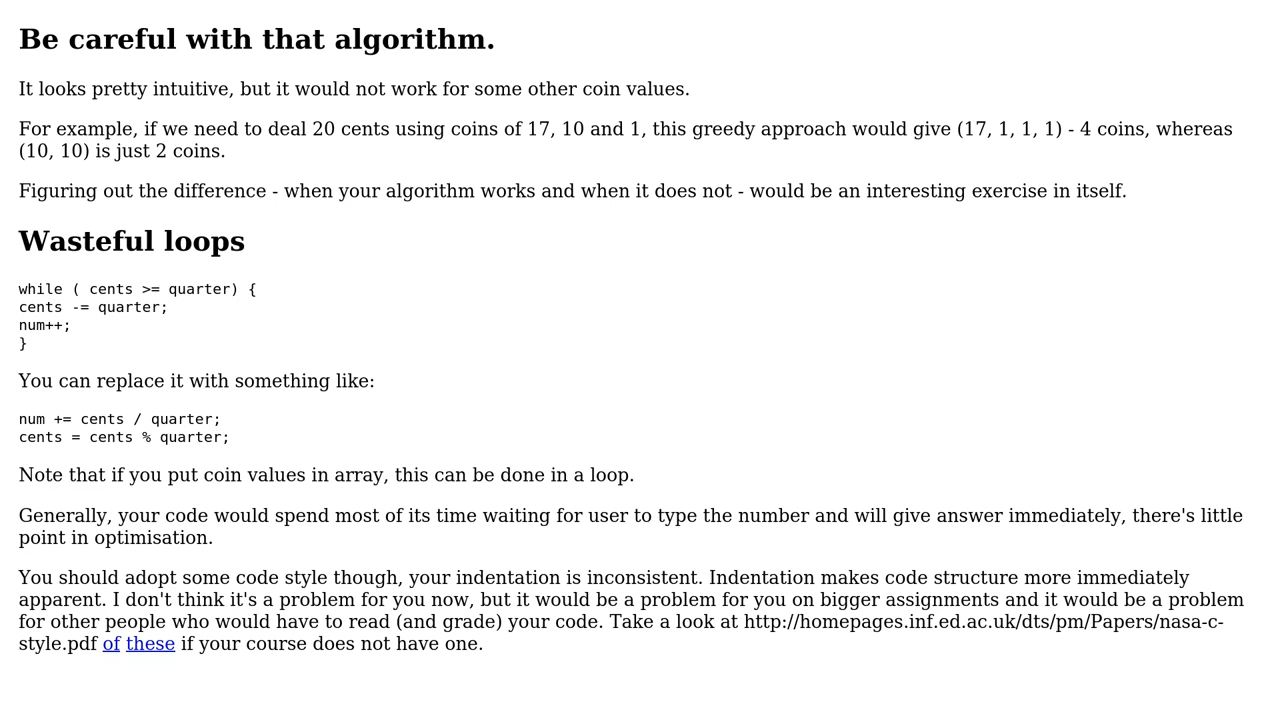 Be careful with that algorithm.
It looks pretty intuitive, but it would not work for some other coin values.
For example, if we need to deal 20 cents using coins of 17, 10 and 1, this greedy approach would give (17, 1, 1, 1) - 4 coins, whereas
(10, 10) is just 2 coins.
Figuring out the difference - when your algorithm works and when it does not - would be an interesting exercise in itself.
Wasteful loops
while ( cents >= quarter) {
cents -= quarter;
num++;
}
You can replace it with something like:
num += cents / quarter;
cents = cents % quarter;
Note that if you put coin values in array, this can be done in a loop.
Generally, your code would spend most of its time waiting for user to type the number and will give answer immediately, there's little
point in optimisation.
You should adopt some code style though, your indentation is inconsistent. Indentation makes code structure more immediately
apparent. I don't think it's a problem for you now, but it would be a problem for you on bigger assignments and it would be a problem
for other people who would have to read (and grade) your code. Take a look at http://homepages.inf.ed.ac.uk/dts/pm/Papers/nasa-c-
style.pdf of these if your course does not have one.